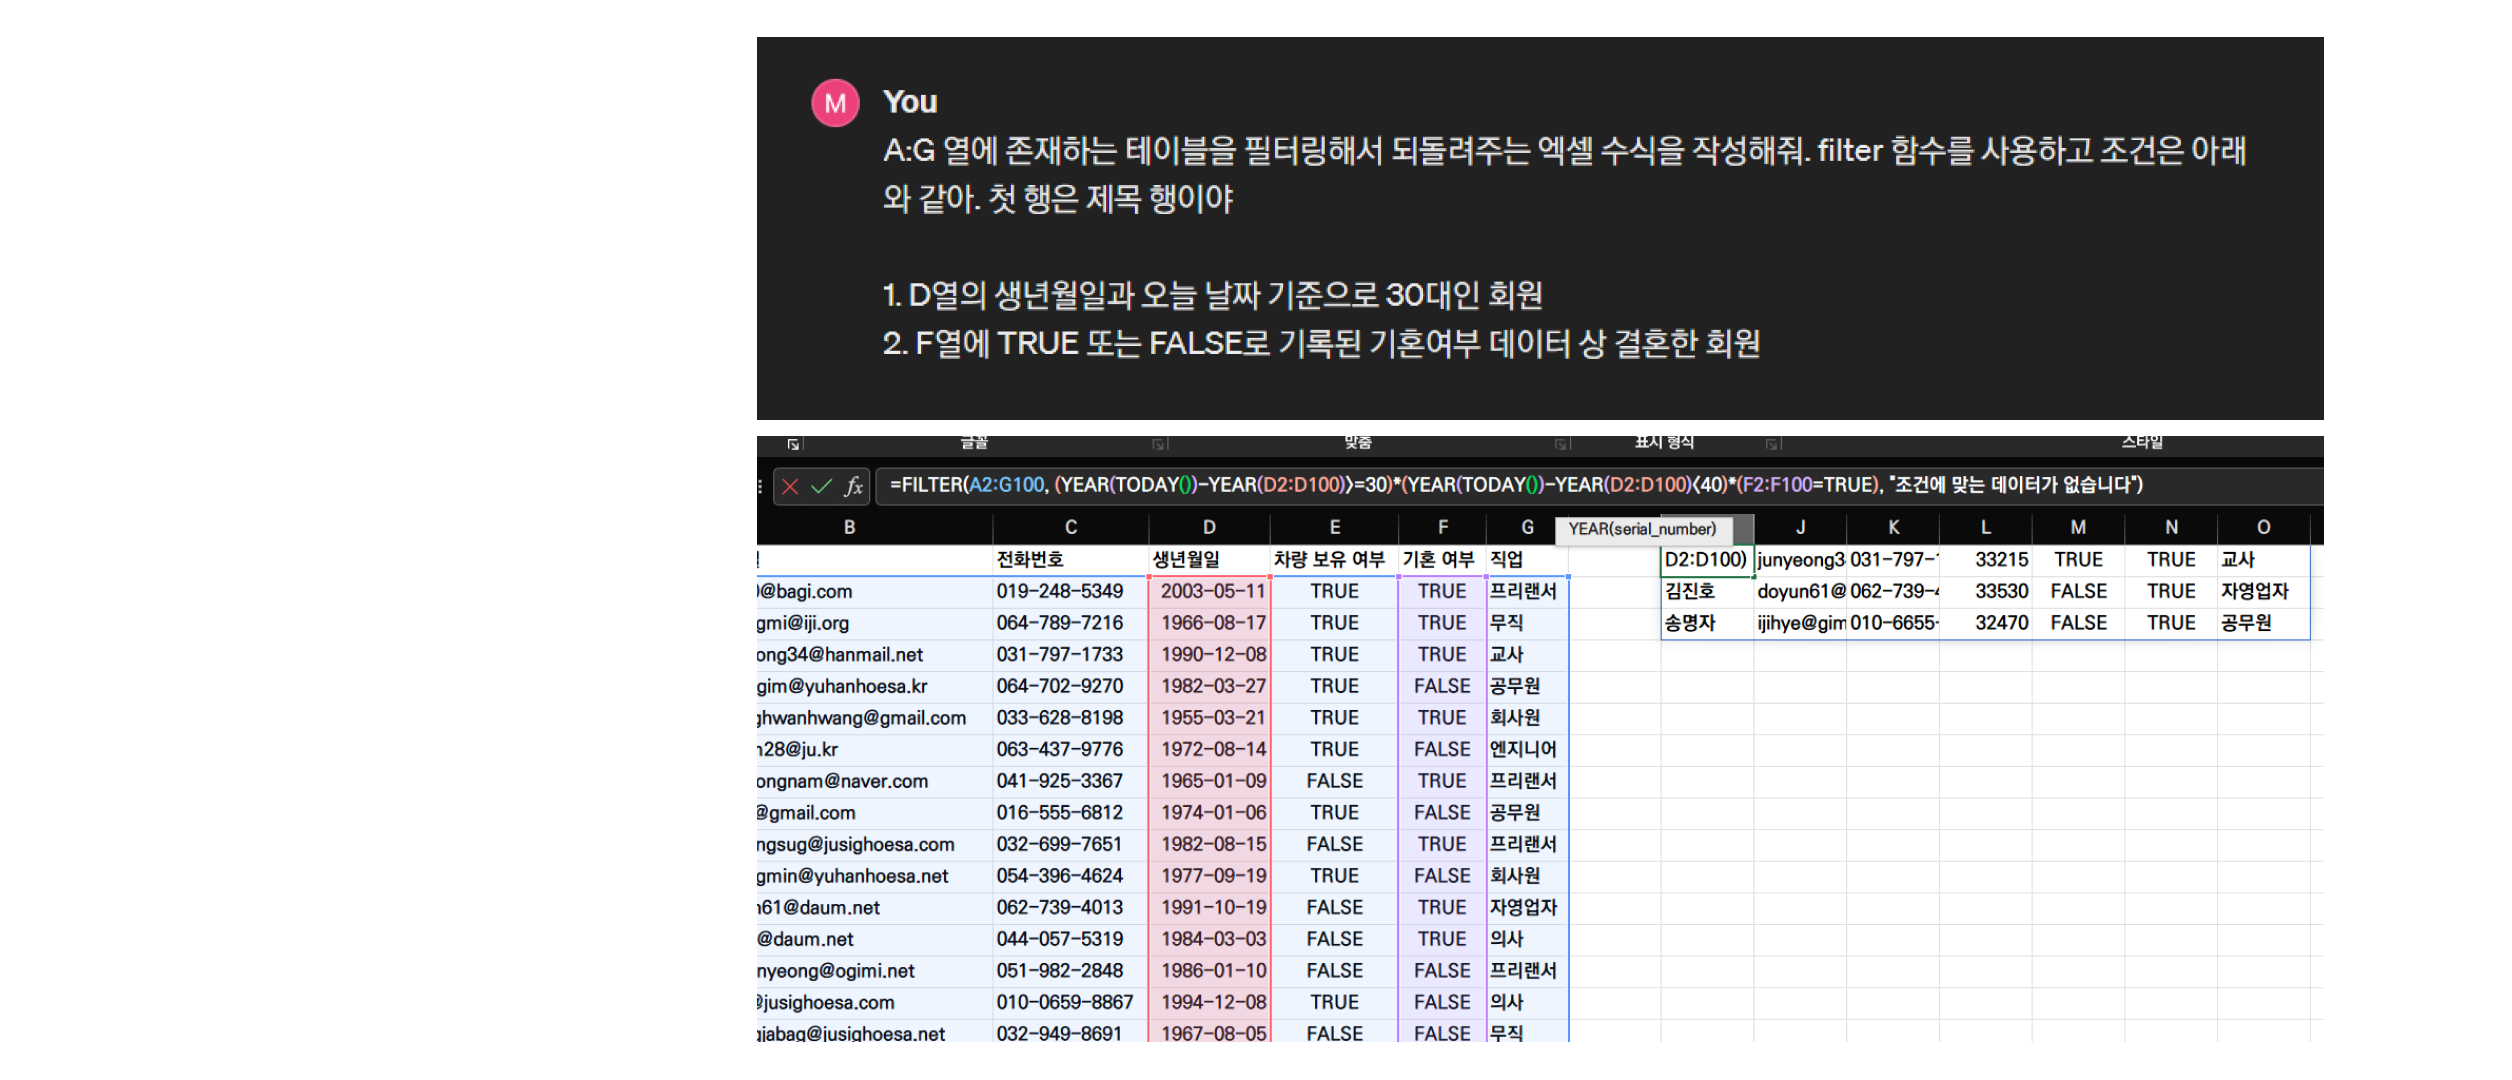 M
You
A:G 열에 존재하는 테이블을 필터링해서 되돌려주는 엑셀 수식을 작성해줘. filter 함수를 사용하고 조건은 아래
와 같아. 첫 행은 제목 행이야
1. D열의 생년월일과 오늘 날짜 기준으로 30대인 회원
2. F열에 TRUE 또는 FALSE로 기록된 기혼여부 데이터 상 결혼한 회원
글꼴 맞춤 표시 형식 스타일
fx =FILTER(A2:G100, (YEAR(TODAY())-YEAR(D2:D100)>=30)*(YEAR(TODAY())-YEAR(D2:D100)<40)*(F2:F100=TRUE), "조건에 맞는 데이터가 없습니다")
B C D E F G YEAR(serial_number) J K L M N O
전화번호 생년월일 차량 보유 여부 기혼 여부 직업 D2:D100) junyeong3 031-797-1 33215 TRUE TRUE 교사
@bagi.com 019-248-5349 2003-05-11 TRUE TRUE 프리랜서 김진호 doyun61@ 062-739-4 33530 FALSE TRUE 자영업자
gmi@iji.org 064-789-7216 1966-08-17 TRUE TRUE 무직 송명자 ijihye@gim 010-6655- 32470 FALSE TRUE 공무원
ong34@hanmail.net 031-797-1733 1990-12-08 TRUE TRUE 교사
gim@yuhanhoesa.kr 064-702-9270 1982-03-27 TRUE FALSE 공무원
ghwanhwang@gmail.com 033-628-8198 1955-03-21 TRUE TRUE 회사원
n28@ju.kr 063-437-9776 1972-08-14 TRUE FALSE 엔지니어
ongnam@naver.com 041-925-3367 1965-01-09 FALSE TRUE 프리랜서
@gmail.com 016-555-6812 1974-01-06 TRUE FALSE 공무원
ngsug@jusighoesa.com 032-699-7651 1982-08-15 FALSE TRUE 프리랜서
gmin@yuhanhoesa.net 054-396-4624 1977-09-19 TRUE FALSE 회사원
n61@daum.net 062-739-4013 1991-10-19 FALSE TRUE 자영업자
@daum.net 044-057-5319 1984-03-03 FALSE TRUE 의사
nyeong@ogimi.net 051-982-2848 1986-01-10 FALSE FALSE 프리랜서
@jusighoesa.com 010-0659-8867 1994-12-08 TRUE FALSE 의사
gjabag@jusighoesa.net 032-949-8691 1967-08-05 FALSE FALSE 무직